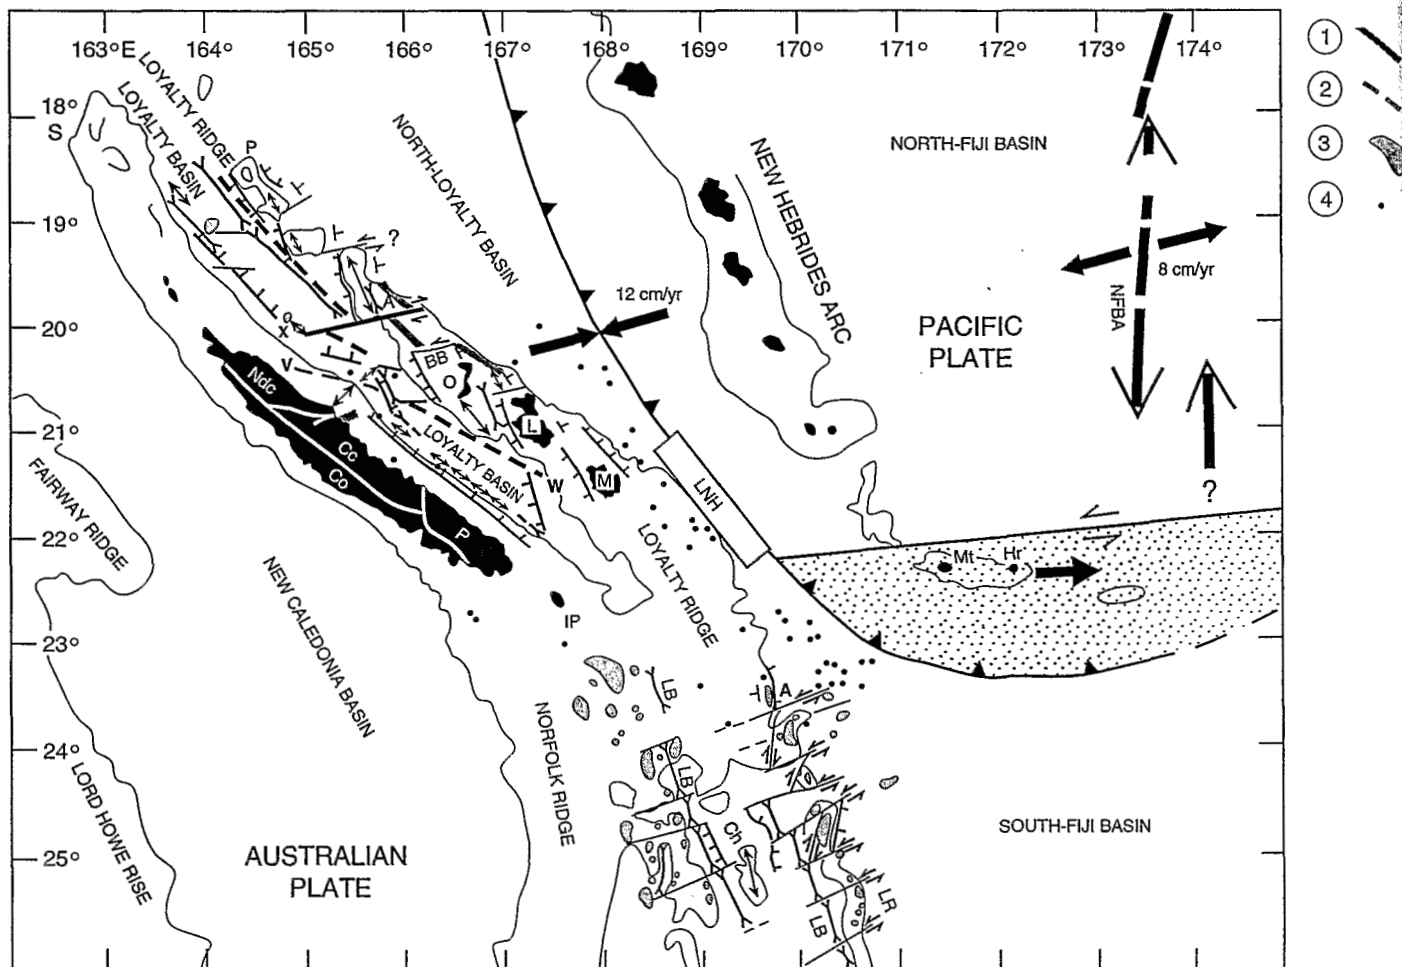 163°E 164° 165° 166° 167° 168° 169° 170° 171° 172° 173° 174°
1
2
3
4
18°
19°
20°
21°
22°
23°
24°
25°
S
LOYALTY RIDGE
LOYALTY BASIN
P
?
NORTH-LOYALTY BASIN
NEW HEBRIDES ARC
NORTH-FIJI BASIN
12 cm/yr
8 cm/yr
NFBA
PACIFIC
PLATE
A
X
V
BB
O
L
M
W
LOYALTY BASIN
Ndc
Cc
Co
P
LNH
?
FAIRWAY RIDGE
LOYALTY RIDGE
Mt
Hr
NEW CALEDONIA BASIN
IP
LB
A
NORFOLK RIDGE
LORD HOWE RISE
LB
Ch
SOUTH-FIJI BASIN
AUSTRALIAN
PLATE
LB
LR